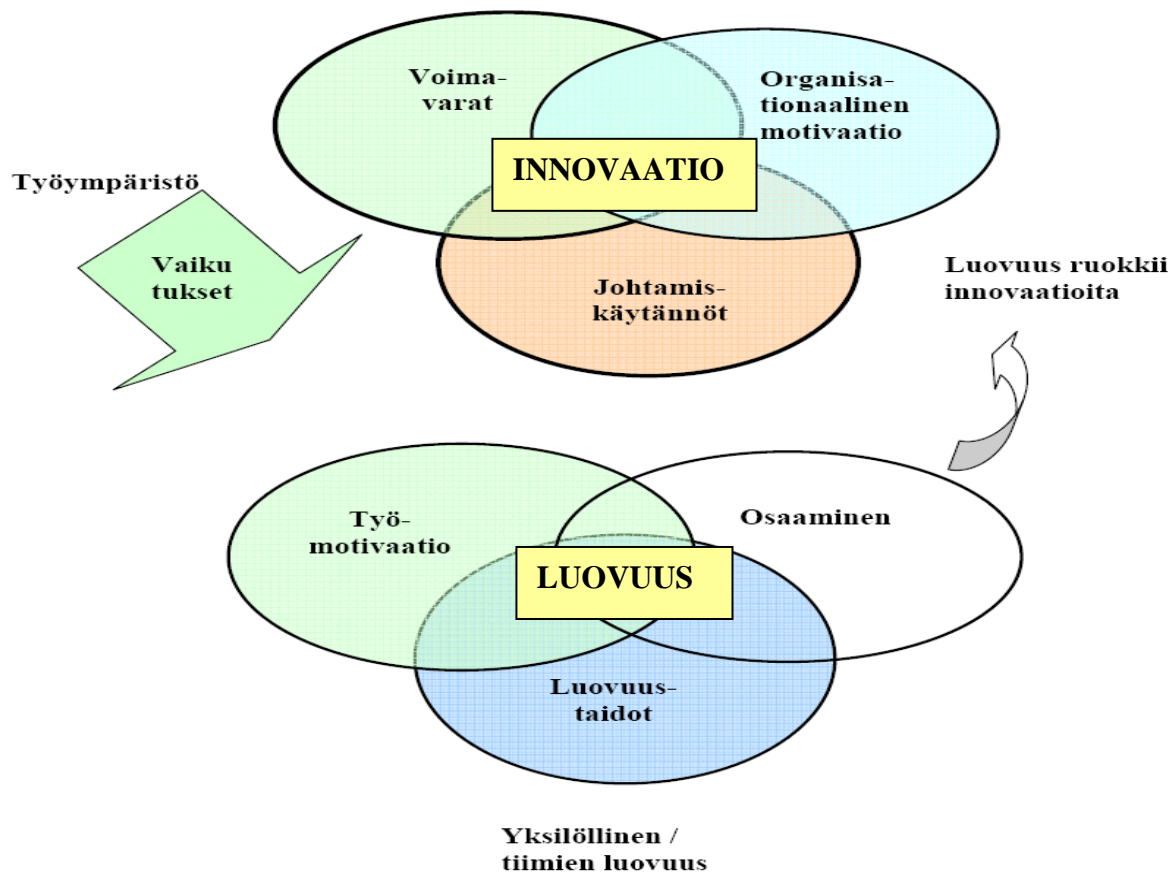 Voima-
varat
Organisa-
tionaalinen
motivaatio
INNOVAATIO
Työympäristö
Vaiku
tukset
Johtamis-
käytännöt
Luovuus ruokkii
innovaatioita
Työ-
motivaatio
Osaaminen
LUOVUUS
Luovuus-
taidot
Yksilöllinen /
tiimien luovuus